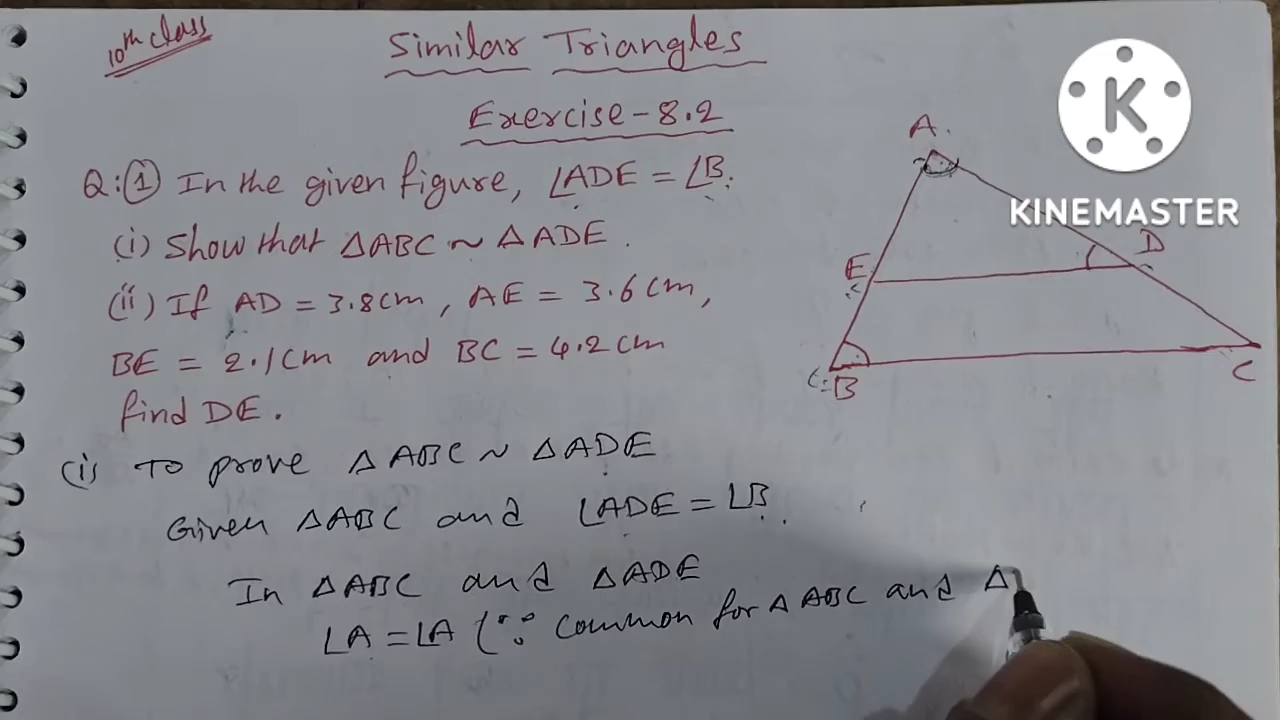 10th class
Similar Triangles
Exercise-8.2
Q:① In the given figure, ∠ADE = ∠B.
(i) Show that ΔABC ~ ΔADE.
(ii) If AD = 3.8cm, AE = 3.6cm,
BE = 2.1cm and BC = 4.2cm
find DE.
(i) To prove ΔABC ~ ΔADE
Given ΔABC and ∠ADE = ∠B.
In ΔABC and ΔADE
∠A = ∠A (∵ common for ΔABC and Δ
A
E
D
B
C
K
KINEMASTER